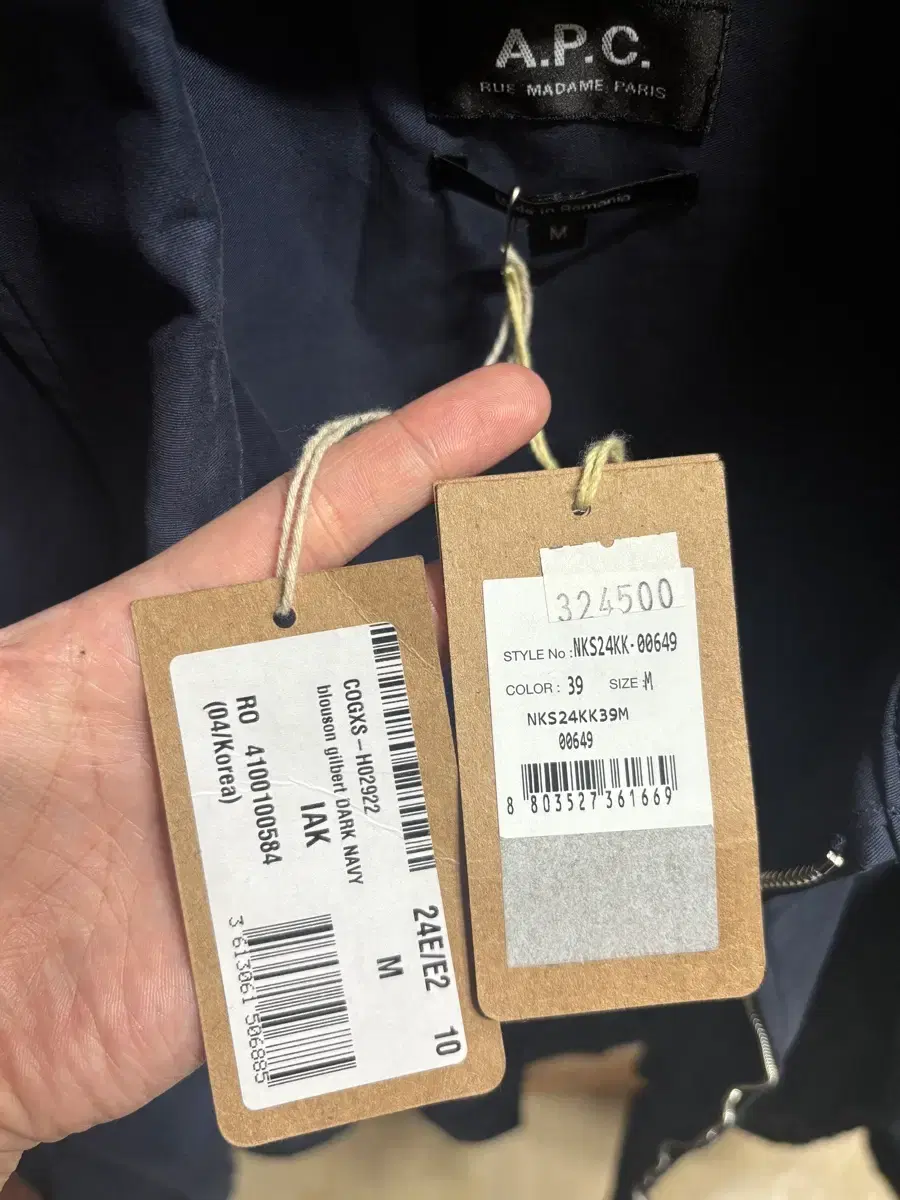 A.P.C.
RUE MADAME PARIS
Made in Romania
M
COGXS-H02922
blouson gilbert DARK NAVY
IAK
RO 4100100584
(04/Korea)
24E/E2 10
M
3 613061 506885
324500
STYLE No : NKS24KK-00649
COLOR : 39 SIZE : M
NKS24KK39M
00649
8 803527 361669